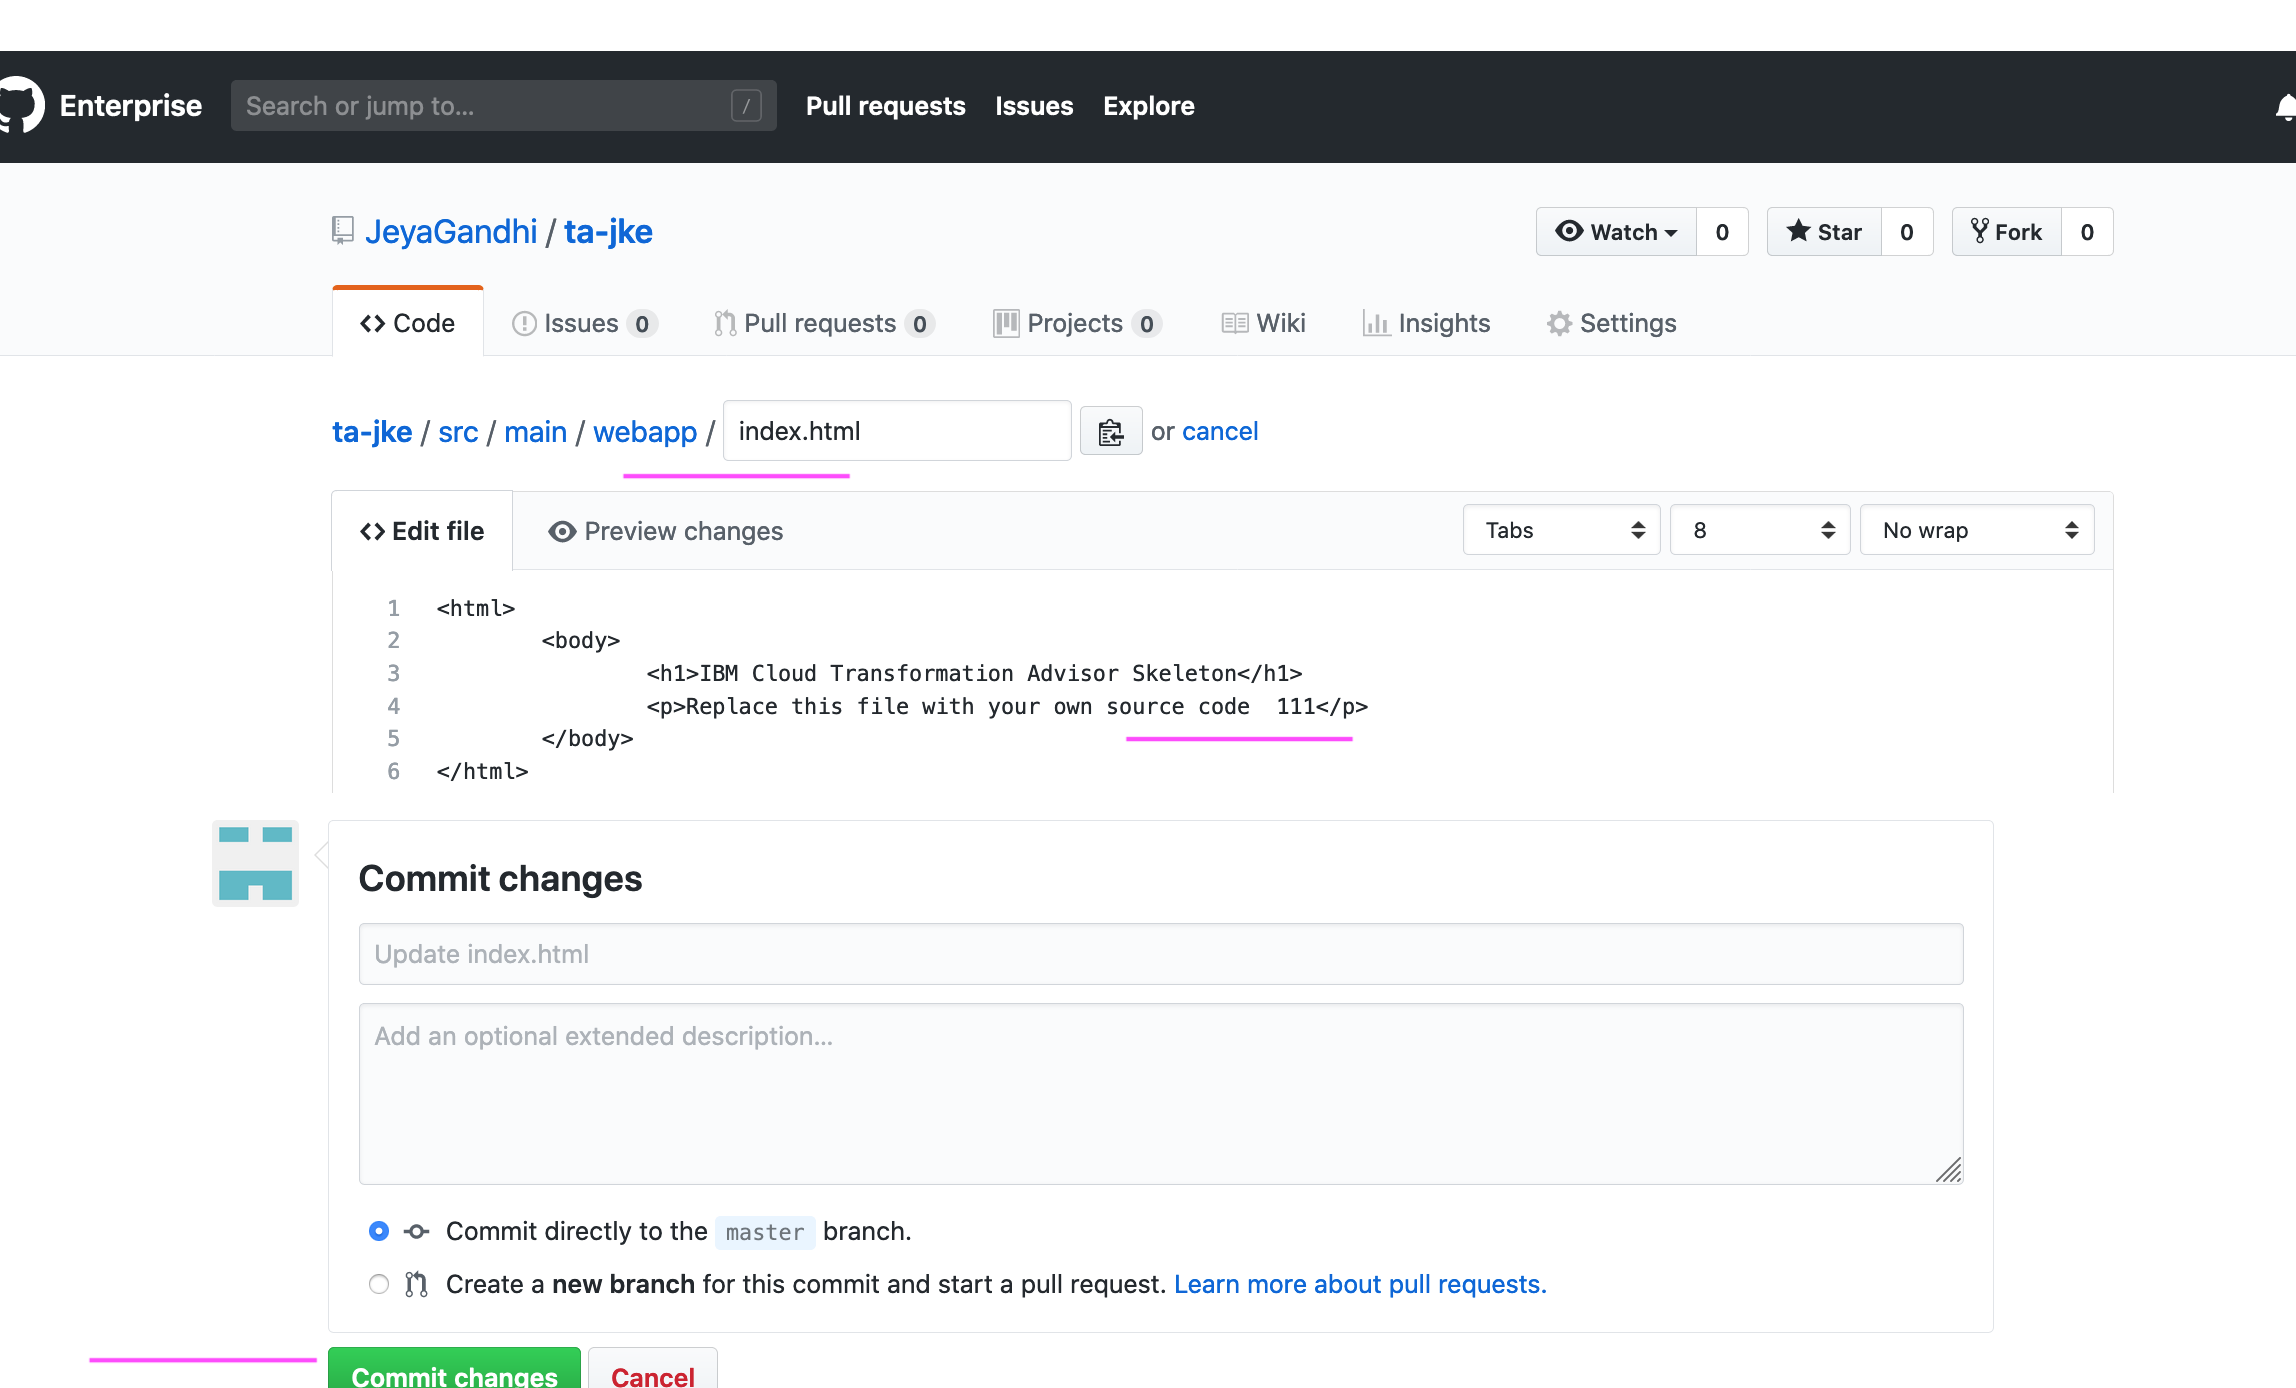 Enterprise Search or jump to... / Pull requests Issues Explore
JeyaGandhi / ta-jke Watch 0 Star 0 Fork 0
Code Issues 0 Pull requests 0 Projects 0 Wiki Insights Settings
ta-jke / src / main / webapp / index.html or cancel
Edit file Preview changes Tabs 8 No wrap
1 <html>
2 <body>
3 <h1>IBM Cloud Transformation Advisor Skeleton</h1>
4 <p>Replace this file with your own source code  111</p>
5 </body>
6 </html>
Commit changes
Update index.html
Add an optional extended description...
Commit directly to the master branch.
Create a new branch for this commit and start a pull request. Learn more about pull requests.
Commit changes Cancel